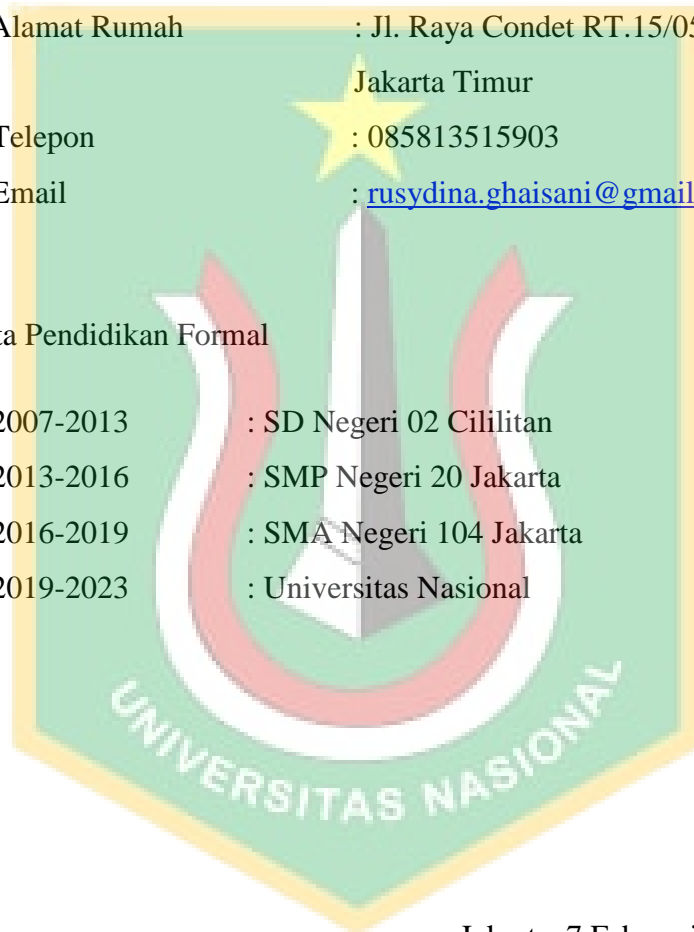 Alamat Rumah : Jl. Raya Condet RT.15/05
Jakarta Timur
Telepon : 085813515903
Email : rusydina.ghaisani@gmail
ta Pendidikan Formal
2007-2013 : SD Negeri 02 Cililitan
2013-2016 : SMP Negeri 20 Jakarta
2016-2019 : SMA Negeri 104 Jakarta
2019-2023 : Universitas Nasional
UNIVERSITAS NASIONAL